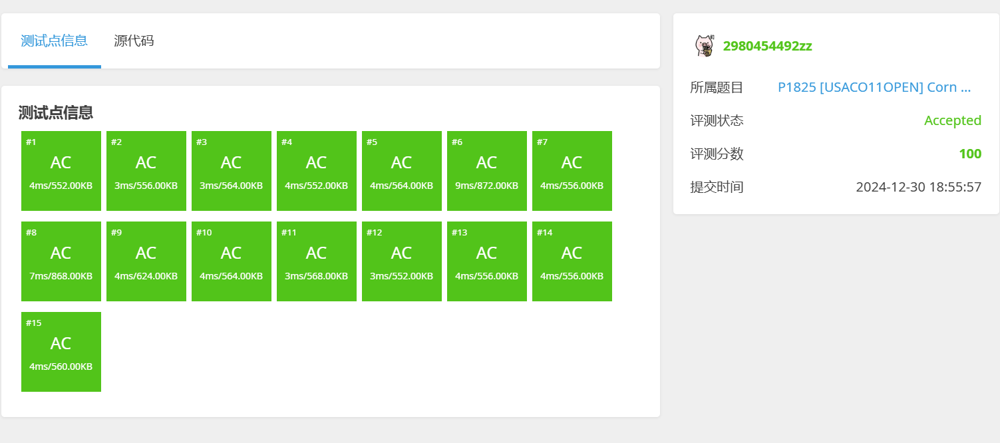 测试点信息 源代码
测试点信息
#1 #2 #3 #4 #5 #6 #7
AC AC AC AC AC AC AC
4ms/552.00KB 3ms/556.00KB 3ms/564.00KB 4ms/552.00KB 4ms/564.00KB 9ms/872.00KB 4ms/556.00KB
#8 #9 #10 #11 #12 #13 #14
AC AC AC AC AC AC AC
7ms/868.00KB 4ms/624.00KB 4ms/564.00KB 3ms/568.00KB 3ms/552.00KB 4ms/556.00KB 4ms/556.00KB
#15
AC
4ms/560.00KB
2980454492zz
所属题目 P1825 [USACO11OPEN] Corn ...
评测状态 Accepted
评测分数 100
提交时间 2024-12-30 18:55:57